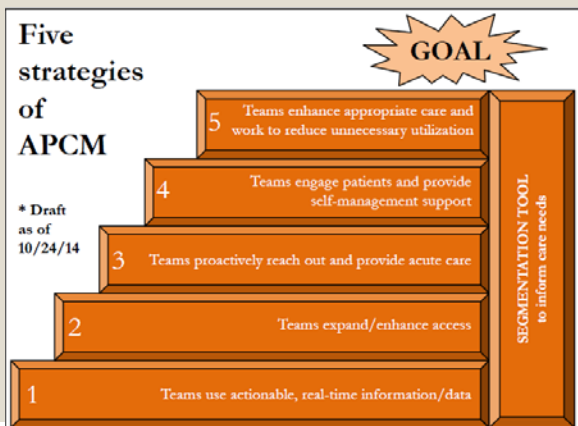 Five
strategies
of
APCM
* Draft
as of
10/24/14
GOAL
5
Teams enhance appropriate care and
work to reduce unnecessary utilization
4
Teams engage patients and provide
self-management support
3
Teams proactively reach out and provide acute care
2
Teams expand/enhance access
1
Teams use actionable, real-time information/data
SEGMENTATION TOOL
to inform care needs